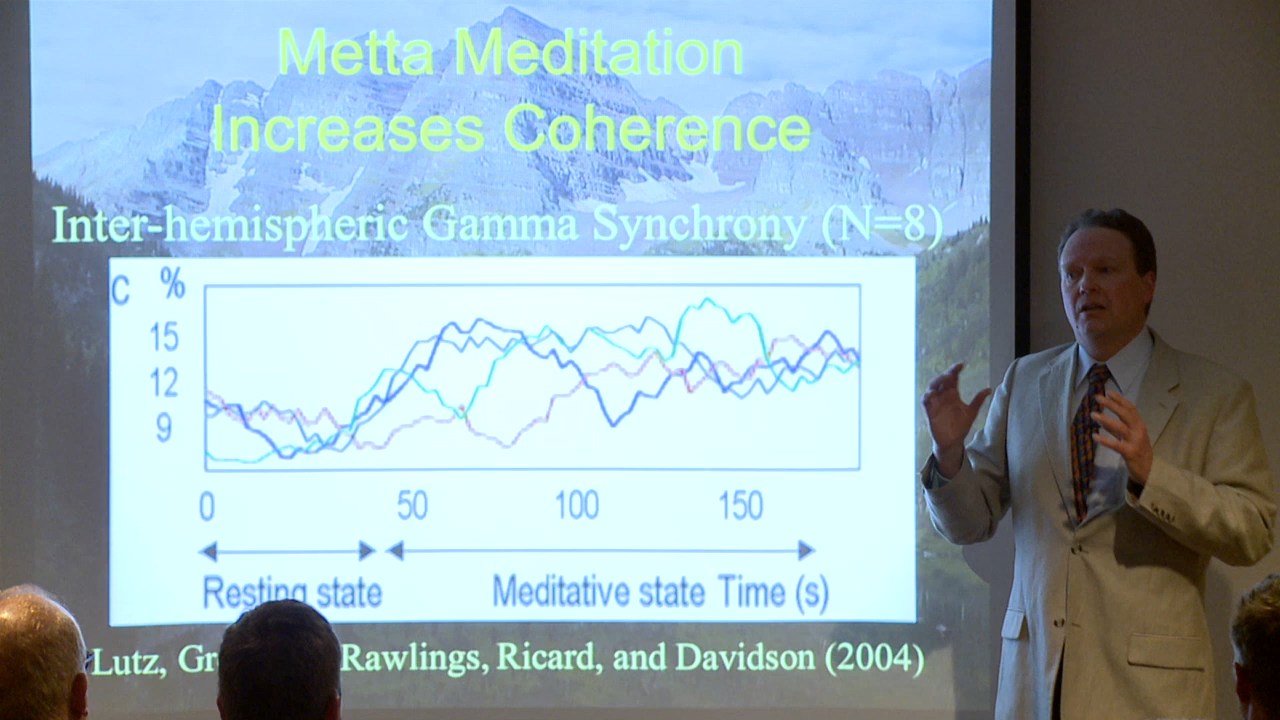 Metta Meditation
Increases Coherence
Inter-hemispheric Gamma Synchrony (N=8)
C %
15
12
9
0 50 100 150
Resting state Meditative state Time (s)
Lutz, Rawlings, Ricard, and Davidson (2004)